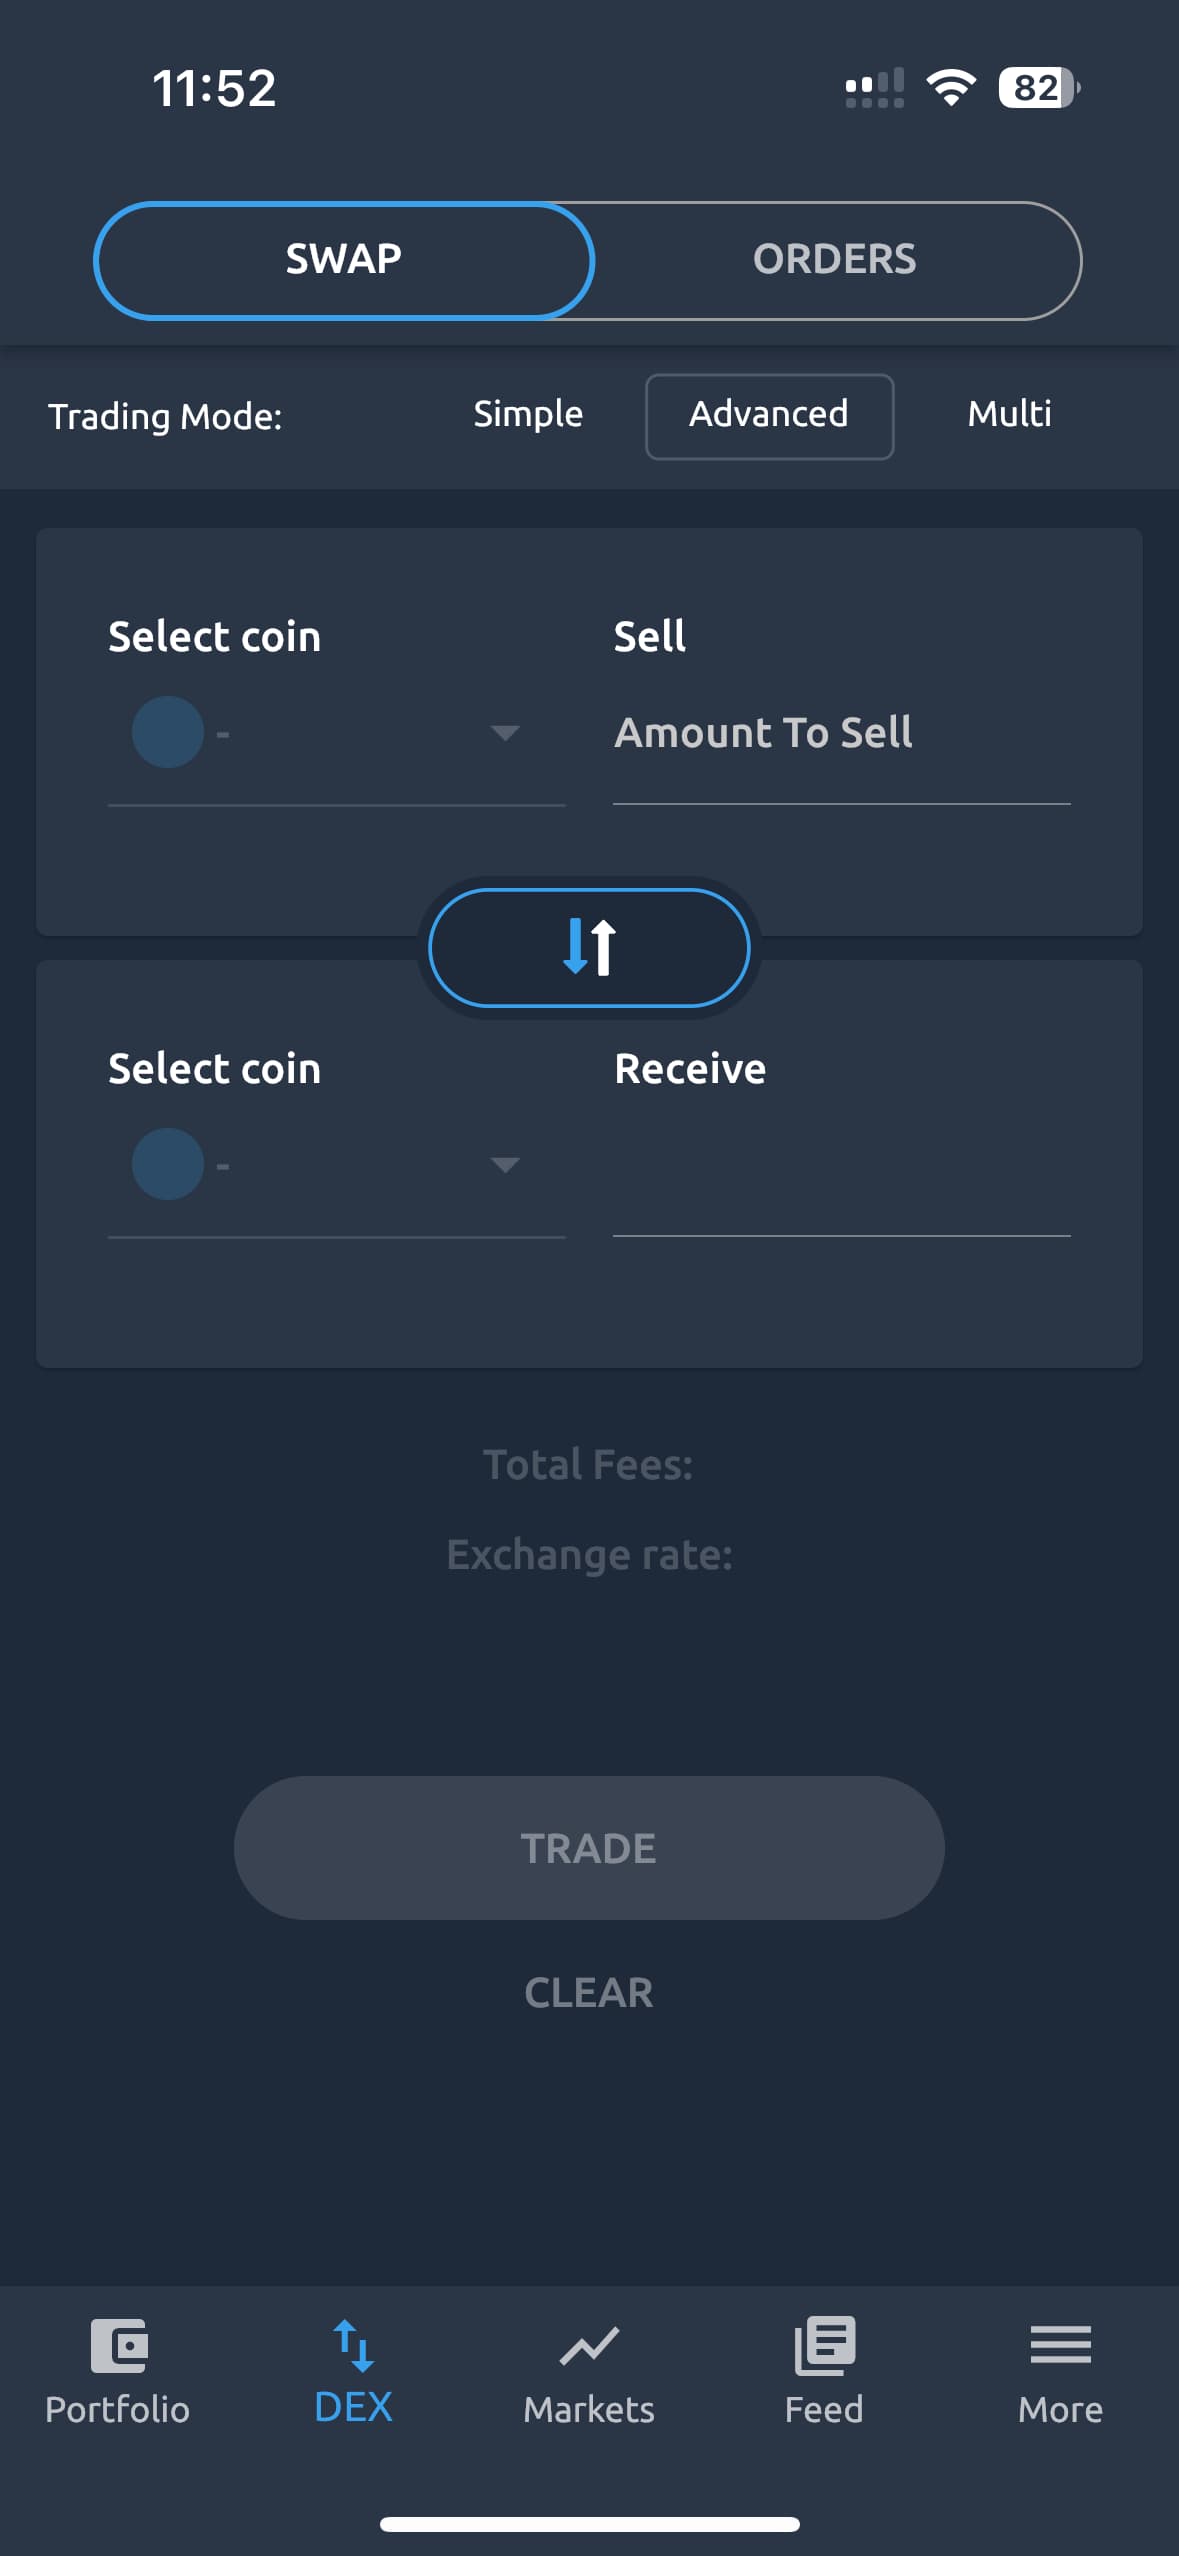 11:52
82
SWAP ORDERS
Trading Mode: Simple Advanced Multi
Select coin Sell
- Amount To Sell
Select coin Receive
-
Total Fees:
Exchange rate:
TRADE
CLEAR
Portfolio DEX Markets Feed More